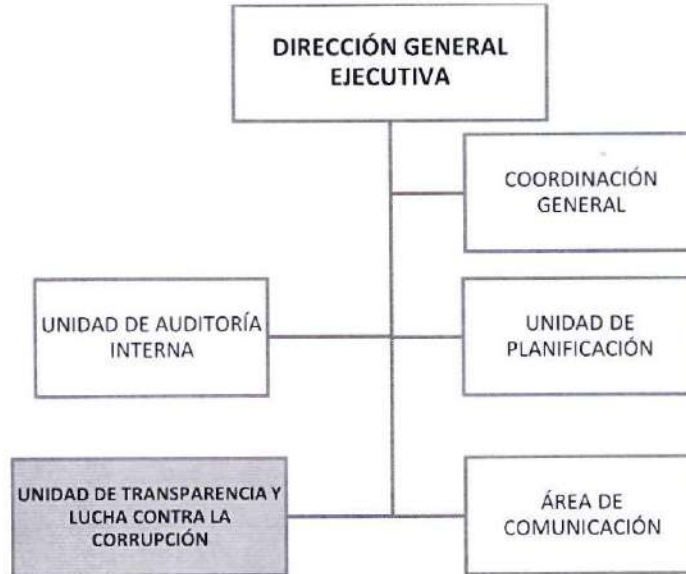 DIRECCIÓN GENERAL
EJECUTIVA
COORDINACIÓN
GENERAL
UNIDAD DE AUDITORÍA
INTERNA
UNIDAD DE
PLANIFICACIÓN
UNIDAD DE TRANSPARENCIA Y
LUCHA CONTRA LA
CORRUPCIÓN
ÁREA DE
COMUNICACIÓN